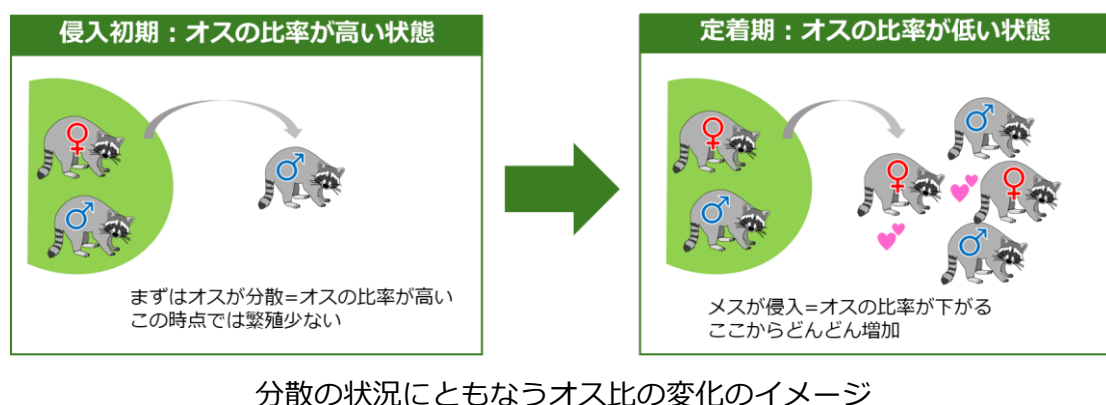 侵入初期：オスの比率が高い状態
♀
♂
♂
まずはオスが分散=オスの比率が高い
この時点では繁殖少ない
定着期：オスの比率が低い状態
♀
♂
♀
♂
♀
♂
メスが侵入=オスの比率が下がる
ここからどんどん増加
分散の状況にともなうオス比の変化のイメージ